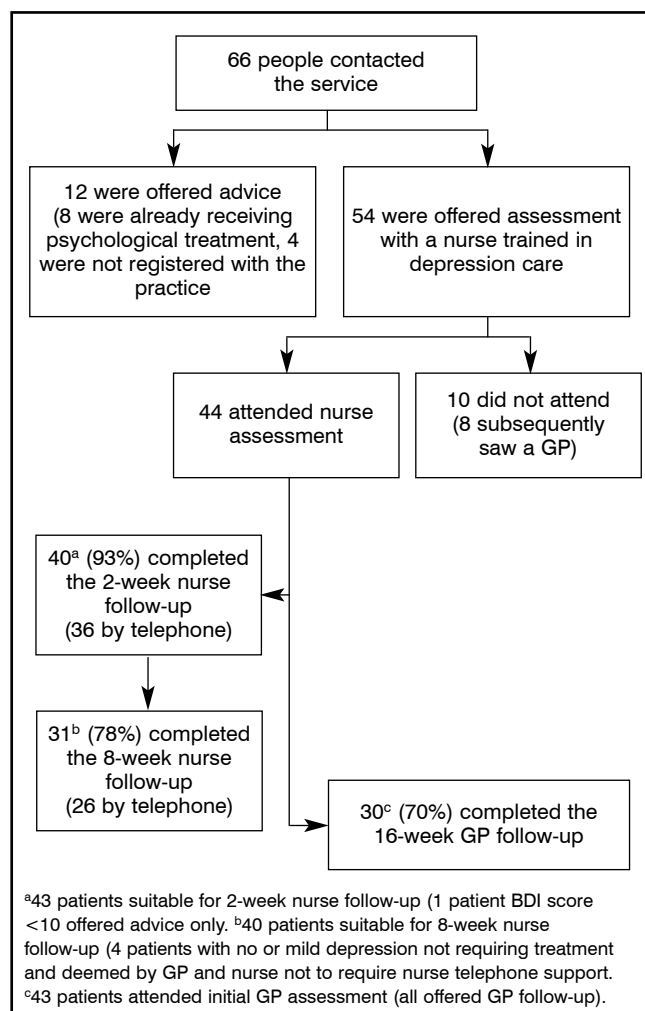 66 people contacted
the service
12 were offered advice
(8 were already receiving
psychological treatment, 4
were not registered with the
practice
54 were offered assessment
with a nurse trained in
depression care
44 attended nurse
assessment
10 did not attend
(8 subsequently
saw a GP)
40ᵃ (93%) completed
the 2-week nurse
follow-up
(36 by telephone)
31ᵇ (78%) completed
the 8-week nurse
follow-up
(26 by telephone)
30ᶜ (70%) completed the
16-week GP follow-up
ᵃ43 patients suitable for 2-week nurse follow-up (1 patient BDI score
<10 offered advice only. ᵇ40 patients suitable for 8-week nurse
follow-up (4 patients with no or mild depression not requiring treatment
and deemed by GP and nurse not to require nurse telephone support.
ᶜ43 patients attended initial GP assessment (all offered GP follow-up).